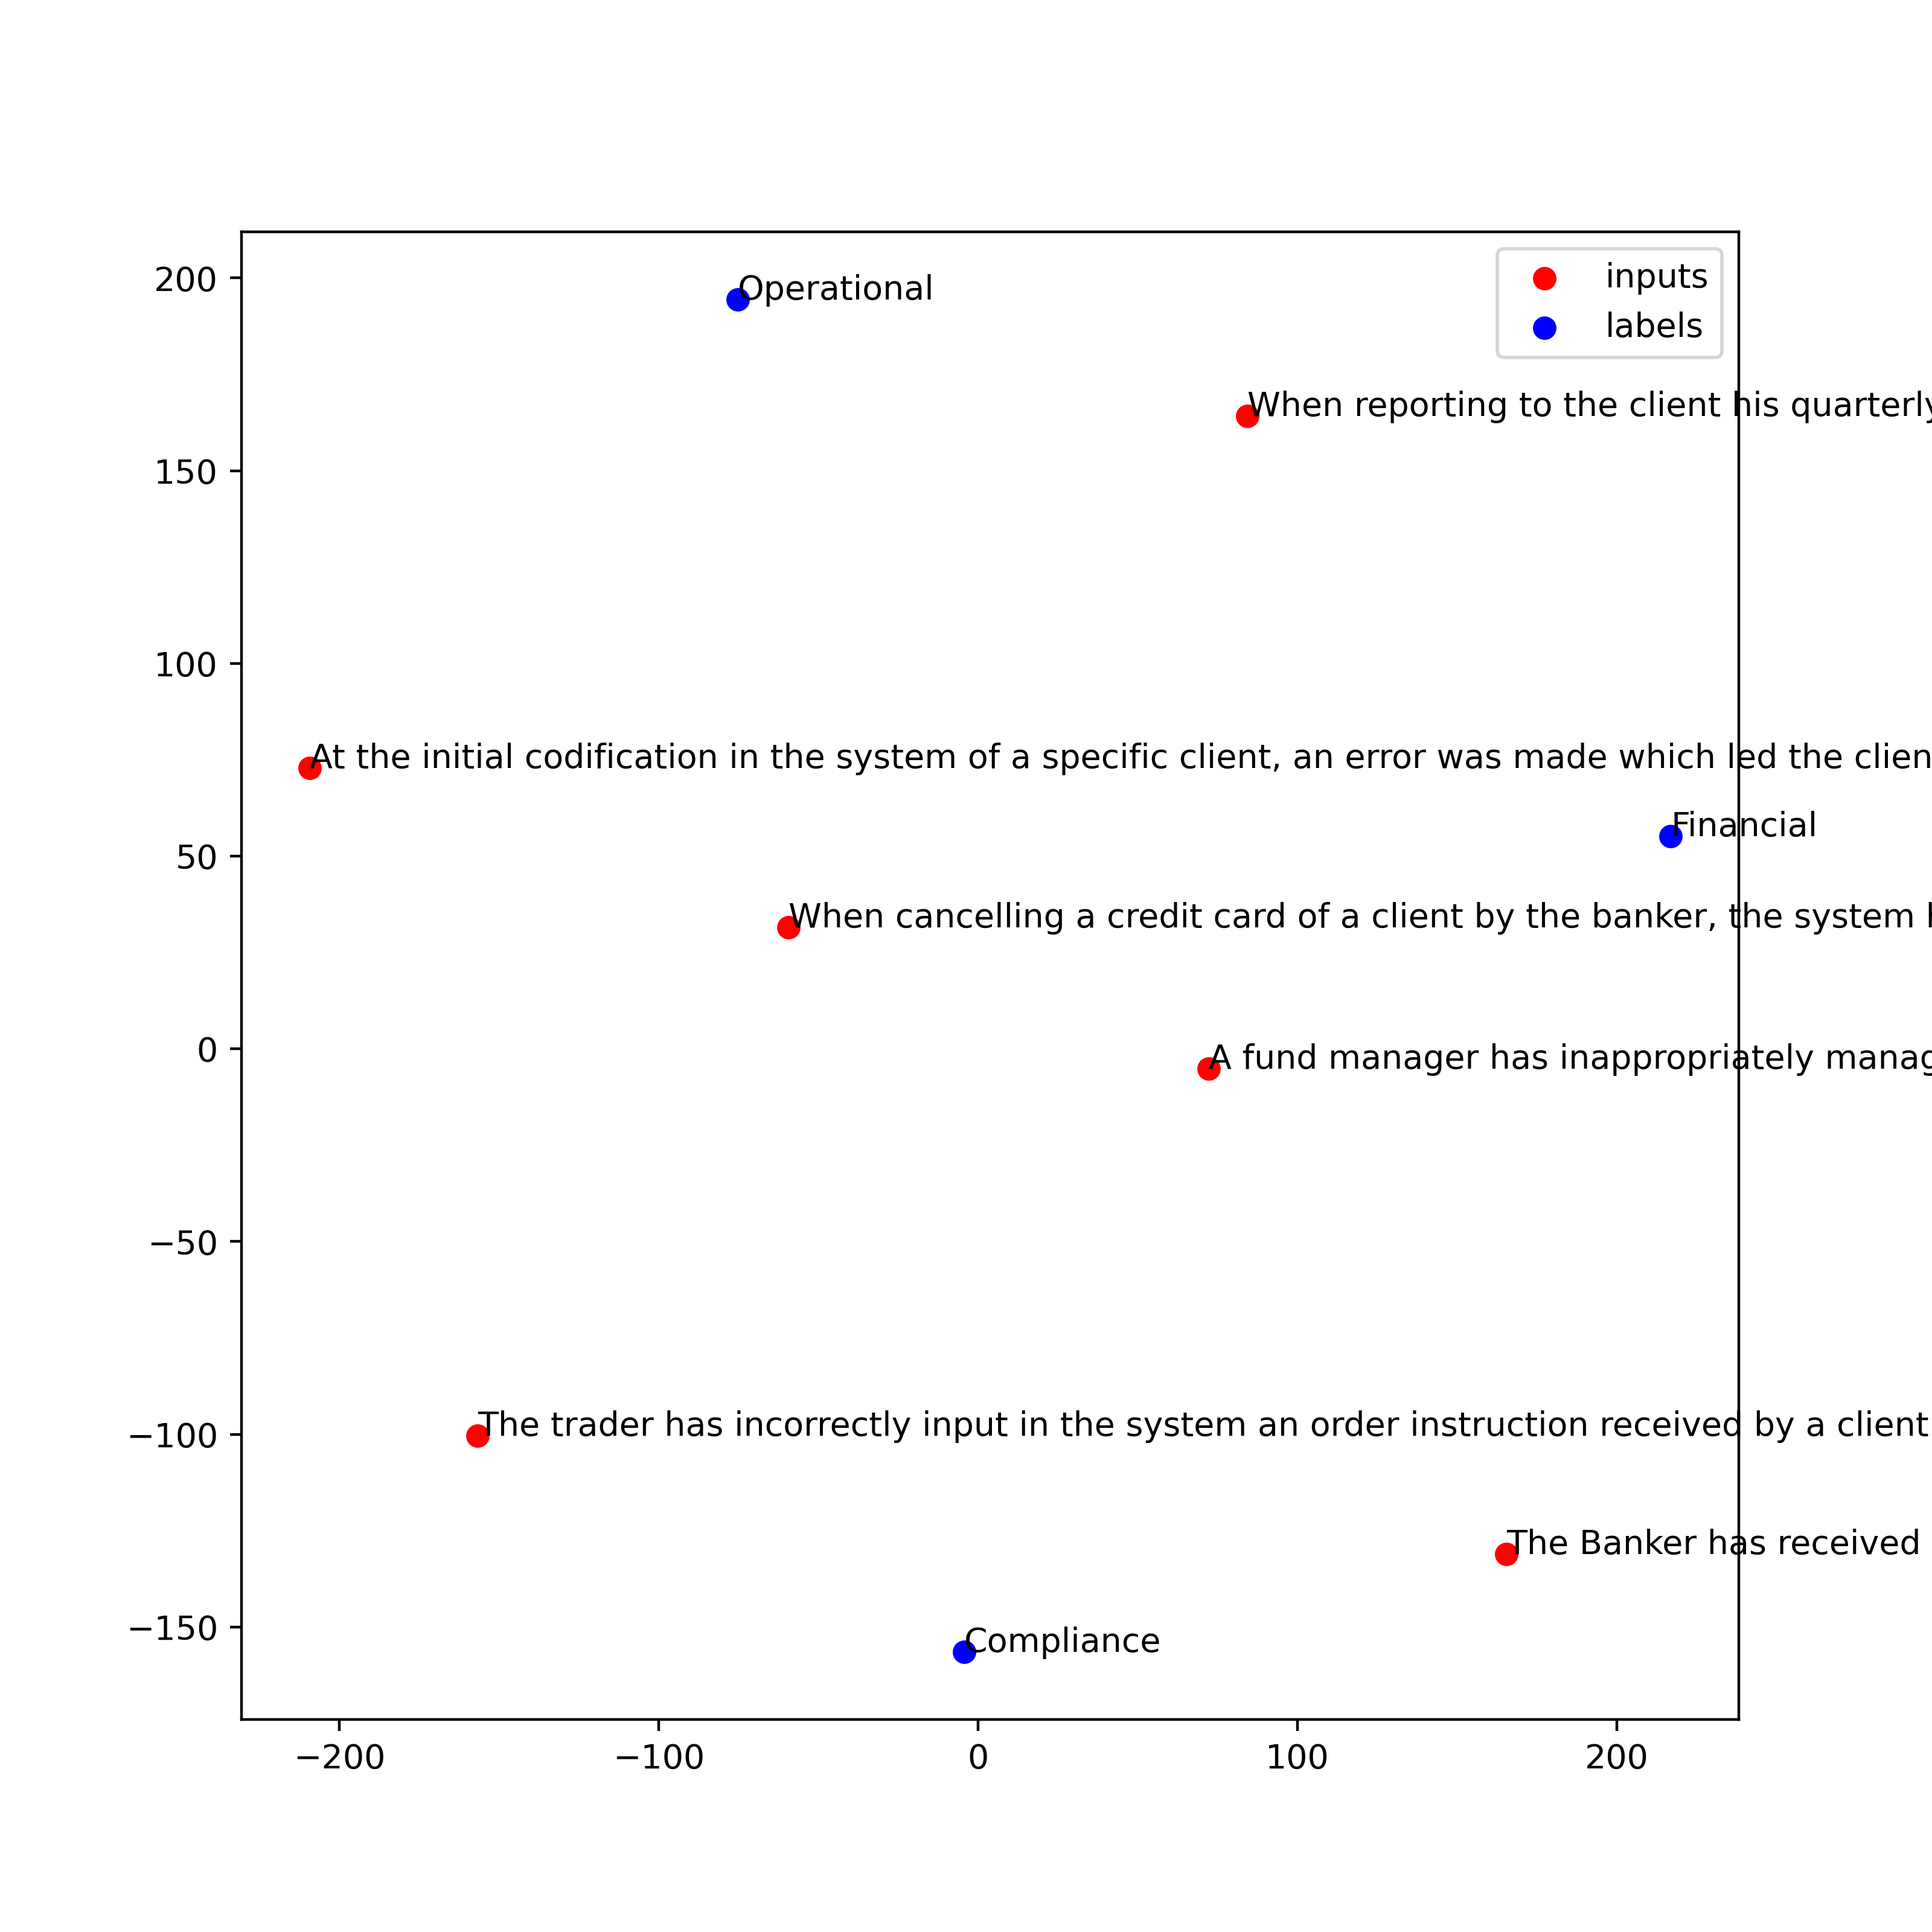 Operational
inputs
labels
When reporting to the client his quarterly
At the initial codification in the system of a specific client, an error was made which led the clien
Financial
When cancelling a credit card of a client by the banker, the system
A fund manager has inappropriately manag
The trader has incorrectly input in the system an order instruction received by a client
The Banker has received
Compliance
200
150
100
50
0
−50
−100
−150
−200
−100
0
100
200